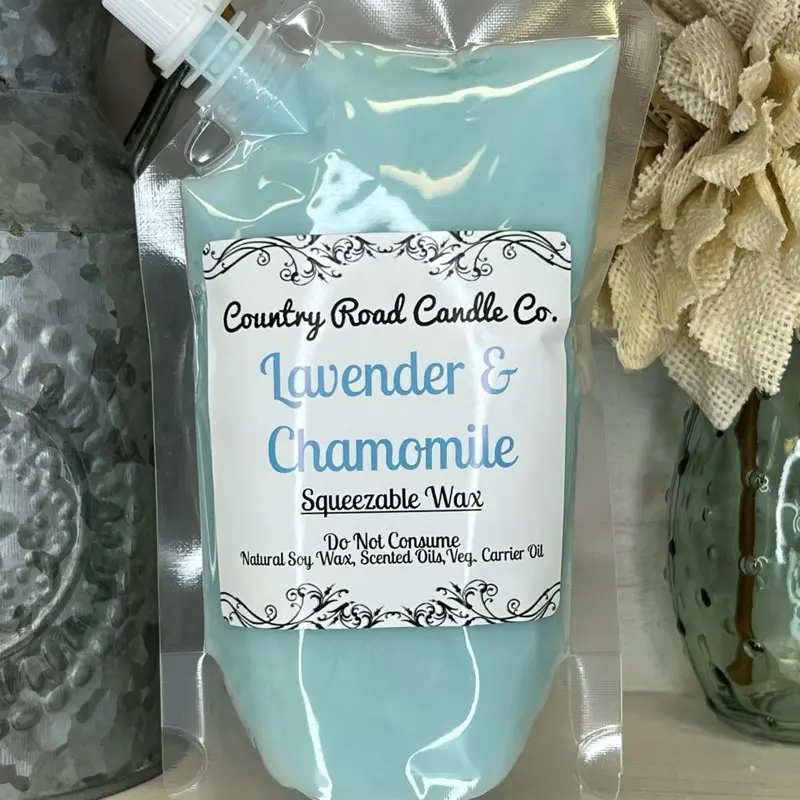 Country Road Candle Co.
Lavender &
Chamomile
Squeezable Wax
Do Not Consume
Natural Soy Wax, Scented Oils, Veg. Carrier Oil